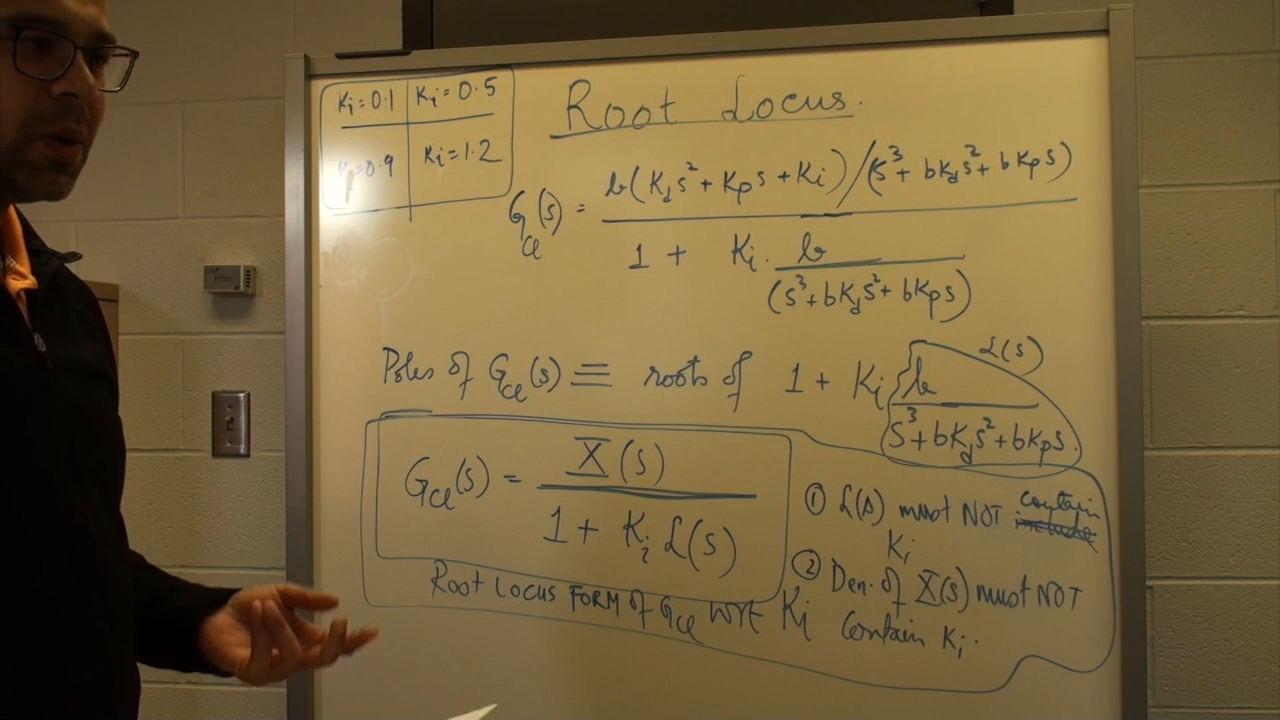 Ki = 0.1 Ki = 0.5
Ki = 1.2
Root Locus.
G_cl(s) = b(K_d s² + K_p s + K_i) / (s³ + bK_d s² + bK_p s)
1 + K_i . b
(s³ + bK_d s² + bK_p s)
Poles of G_cl(s) ≡ roots of 1 + K_i b
s³ + bK_d s² + bK_p s
L(s)
G_cl(s) = X(s)
1 + K_i L(s)
Root Locus FORM of G_cl wrt K_i
① L(s) must NOT contain
K_i
② Den. of X(s) must NOT
contain K_i.